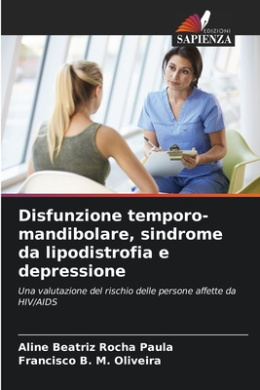 EDIZIONI
SAPIENZA
Disfunzione temporo-
mandibolare, sindrome
da lipodistrofia e
depressione
Una valutazione del rischio delle persone affette da
HIV/AIDS
Aline Beatriz Rocha Paula
Francisco B. M. Oliveira